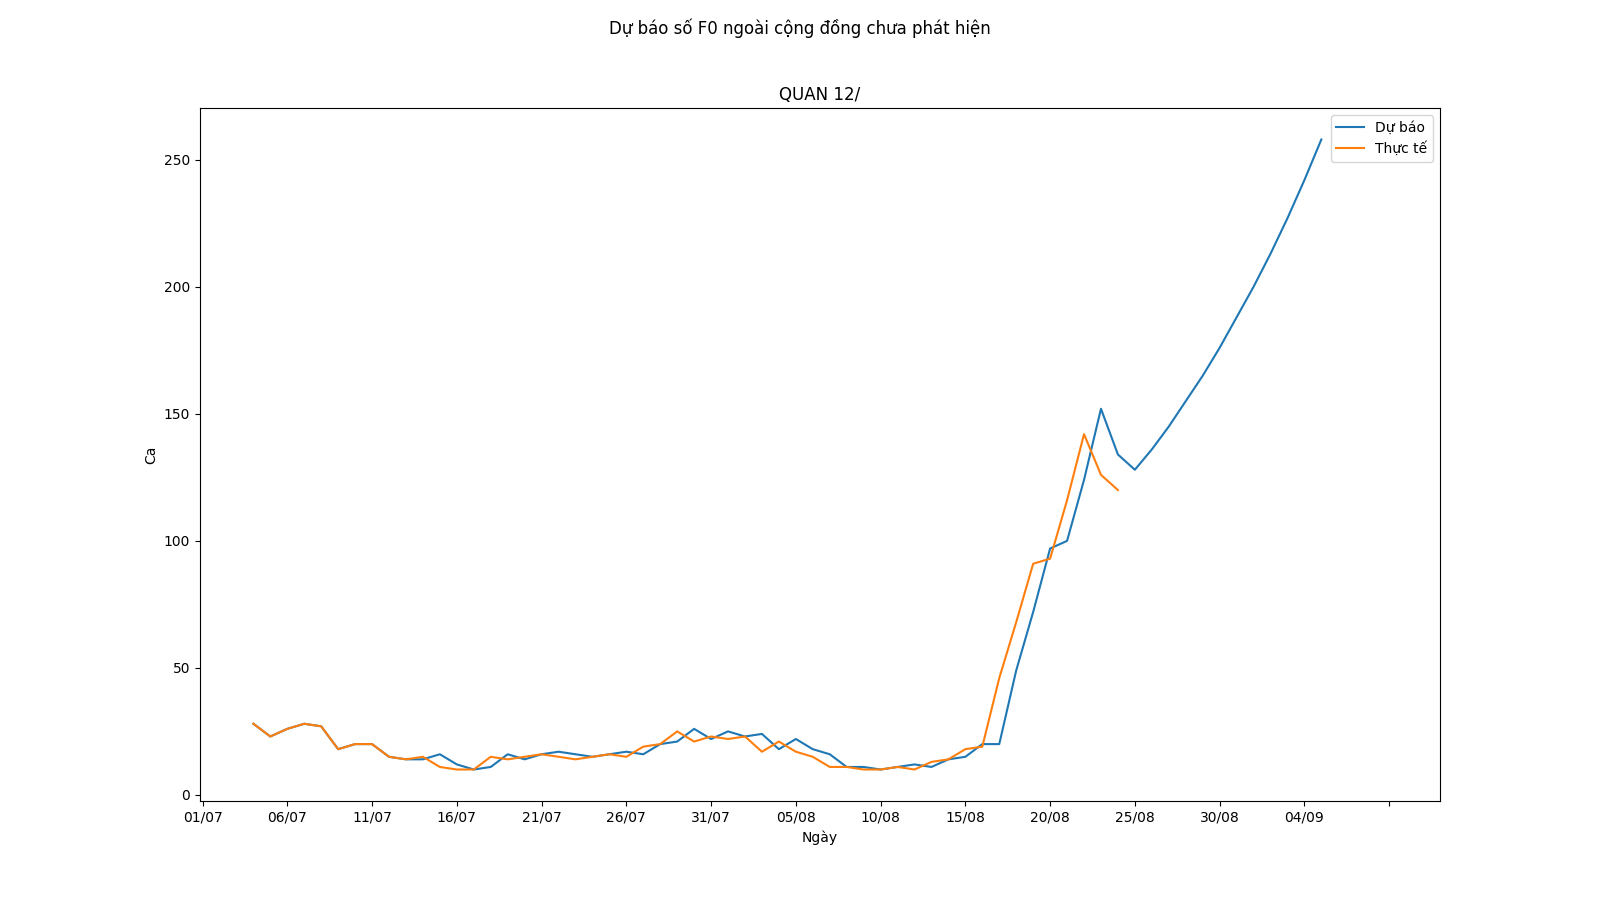 Dự báo số F0 ngoài cộng đồng chưa phát hiện
QUAN 12/
Dự báo
Thực tế
250
200
150
100
50
0
Ca
01/07 06/07 11/07 16/07 21/07 26/07 31/07 05/08 10/08 15/08 20/08 25/08 30/08 04/09
Ngày